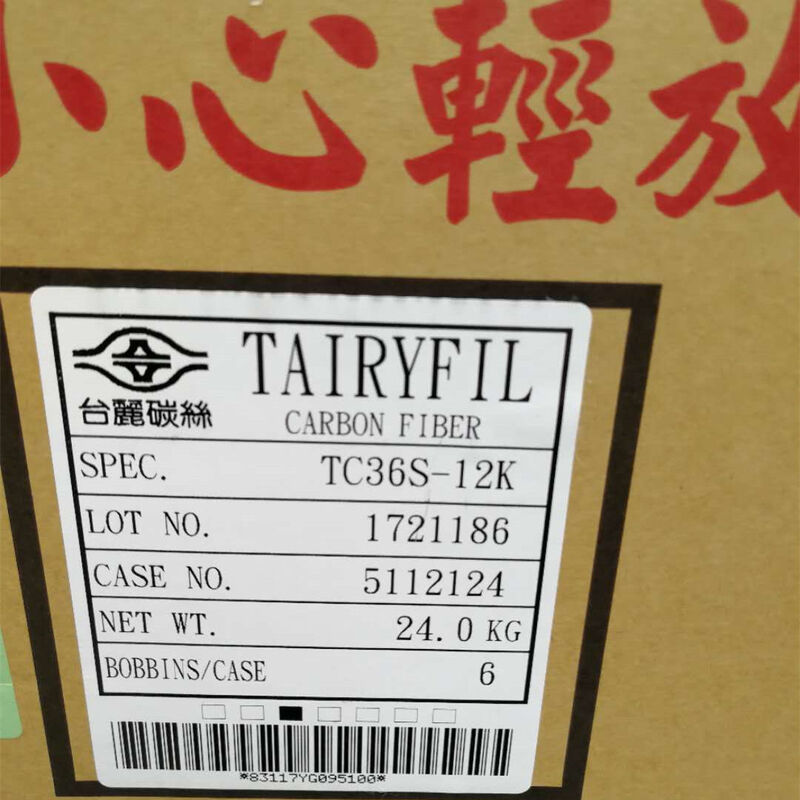 小心輕放
TAIRYFIL
台麗碳絲
CARBON FIBER
SPEC. TC36S-12K
LOT NO. 1721186
CASE NO. 5112124
NET WT. 24.0 KG
BOBBINS/CASE 6
*83117YG095100*